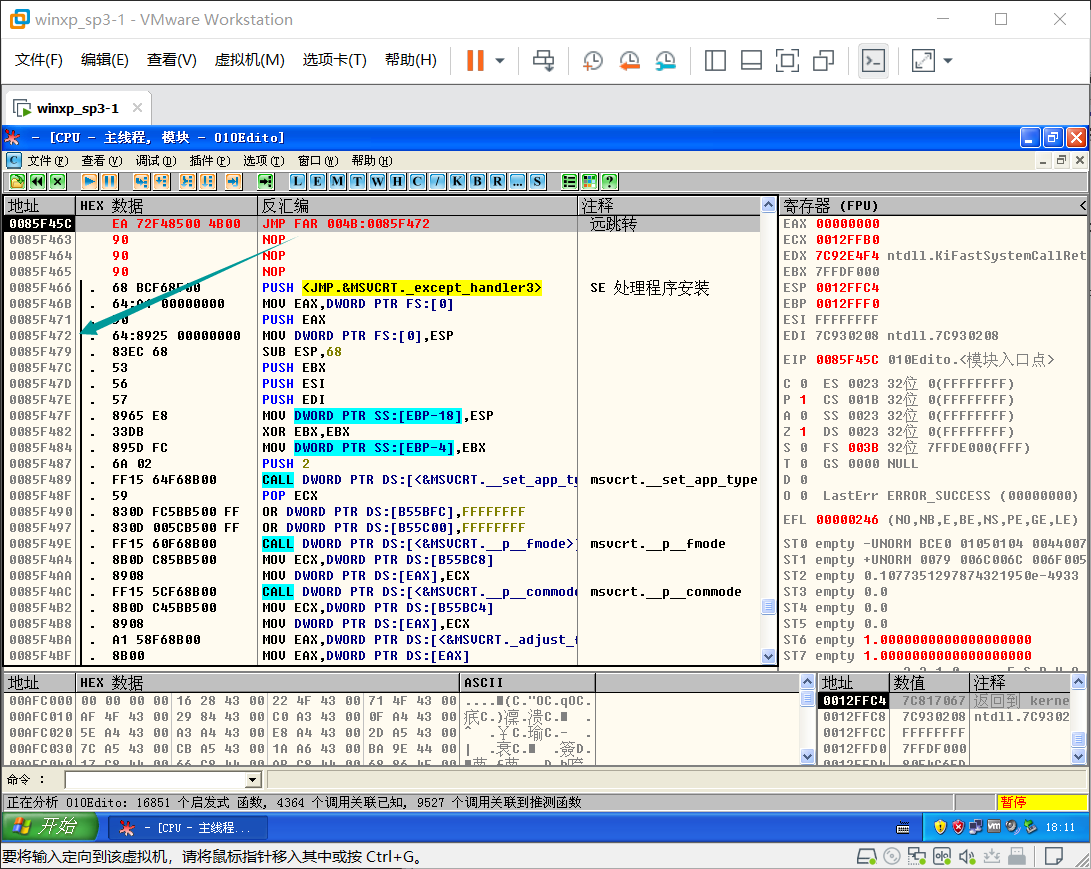 winxp_sp3-1 - VMware Workstation
文件(F) 编辑(E) 查看(V) 虚拟机(M) 选项卡(T) 帮助(H)
winxp_sp3-1
- [CPU - 主线程, 模块 - 010Edito]
文件(F) 查看(V) 调试(D) 插件(P) 选项(T) 窗口(W) 帮助(H)
L E M T W H C / K B R ... S ?
地址 HEX 数据 反汇编 注释 寄存器 (FPU) <
0085F45C EA 72F48500 4B00 JMP FAR 004B:0085F472 远跳转
0085F463 90 NOP
0085F464 90 NOP
0085F465 90 NOP
0085F466 . 68 BCF68500 PUSH <JMP.&MSVCRT._except_handler3> SE 处理程序安装
0085F46B . 64:A1 00000000 MOV EAX,DWORD PTR FS:[0]
0085F471 . 50 PUSH EAX
0085F472 . 64:8925 00000000 MOV DWORD PTR FS:[0],ESP
0085F479 . 83EC 68 SUB ESP,68
0085F47C . 53 PUSH EBX
0085F47D . 56 PUSH ESI
0085F47E . 57 PUSH EDI
0085F47F . 8965 E8 MOV DWORD PTR SS:[EBP-18],ESP
0085F482 . 33DB XOR EBX,EBX
0085F484 . 895D FC MOV DWORD PTR SS:[EBP-4],EBX
0085F487 . 6A 02 PUSH 2
0085F489 . FF15 64F68B00 CALL DWORD PTR DS:[<&MSVCRT.__set_app_ty msvcrt.__set_app_type
0085F48F . 59 POP ECX
0085F490 . 830D FC5BB500 FF OR DWORD PTR DS:[B55BFC],FFFFFFFF
0085F497 . 830D 005CB500 FF OR DWORD PTR DS:[B55C00],FFFFFFFF
0085F49E . FF15 60F68B00 CALL DWORD PTR DS:[<&MSVCRT.__p__fmode>] msvcrt.__p__fmode
0085F4A4 . 8B0D C85BB500 MOV ECX,DWORD PTR DS:[B55BC8]
0085F4AA . 8908 MOV DWORD PTR DS:[EAX],ECX
0085F4AC . FF15 5CF68B00 CALL DWORD PTR DS:[<&MSVCRT.__p__commode msvcrt.__p__commode
0085F4B2 . 8B0D C45BB500 MOV ECX,DWORD PTR DS:[B55BC4]
0085F4B8 . 8908 MOV DWORD PTR DS:[EAX],ECX
0085F4BA . A1 58F68B00 MOV EAX,DWORD PTR DS:[<&MSVCRT._adjust_f
0085F4BF . 8B00 MOV EAX,DWORD PTR DS:[EAX]
EAX 00000000
ECX 0012FFB0
EDX 7C92E4F4 ntdll.KiFastSystemCallRet
EBX 7FFDF000
ESP 0012FFC4
EBP 0012FFF0
ESI FFFFFFFF
EDI 7C930208 ntdll.7C930208
EIP 0085F45C 010Edito.<模块入口点>
C 0 ES 0023 32位 0(FFFFFFFF)
P 1 CS 001B 32位 0(FFFFFFFF)
A 0 SS 0023 32位 0(FFFFFFFF)
Z 1 DS 0023 32位 0(FFFFFFFF)
S 0 FS 003B 32位 7FFDE000(FFF)
T 0 GS 0000 NULL
D 0
O 0 LastErr ERROR_SUCCESS (00000000)
EFL 00000246 (NO,NB,E,BE,NS,PE,GE,LE)
ST0 empty -UNORM BCE0 01050104 0044007
ST1 empty +UNORM 0079 006C006C 006F005
ST2 empty 0.1077351297874321950e-4933
ST3 empty 0.0
ST4 empty 0.0
ST5 empty 0.0
ST6 empty 1.0000000000000000000
ST7 empty 1.0000000000000000000
地址 HEX 数据 ASCII
00AFC000 00 00 00 00 16 28 43 00 22 4F 43 00 71 4F 43 00
00AFC010 AF 4F 43 00 29 84 43 00 C0 A3 43 00 0F A4 43 00
00AFC020 5E A4 43 00 A3 A4 43 00 E8 A4 43 00 2D A5 43 00
00AFC030 7C A5 43 00 CB A5 43 00 1A A6 43 00 BA 9E 44 00
地址 数值 注释
0012FFC4 7C817067 返回到 kerne
0012FFC8 7C930208 ntdll.7C9302
0012FFCC FFFFFFFF
0012FFD0 7FFDF000
命令 :
正在分析 010Edito: 16851 个启发式 函数, 4364 个调用关联已知, 9527 个调用关联到推测函数 暂停
开始 - [CPU - 主线程... 18:11
要将输入定向到该虚拟机，请将鼠标指针移入其中或按 Ctrl+G。